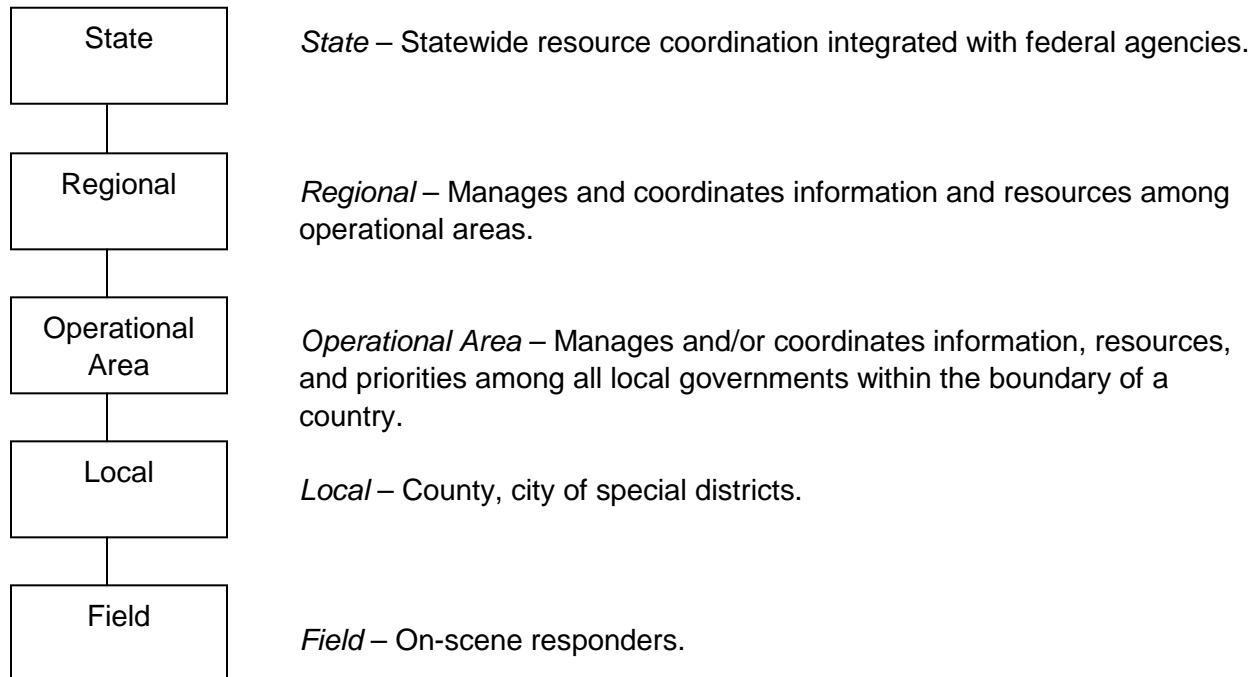 State
State – Statewide resource coordination integrated with federal agencies.
Regional
Regional – Manages and coordinates information and resources among
operational areas.
Operational
Area
Operational Area – Manages and/or coordinates information, resources,
and priorities among all local governments within the boundary of a
country.
Local
Local – County, city of special districts.
Field
Field – On-scene responders.